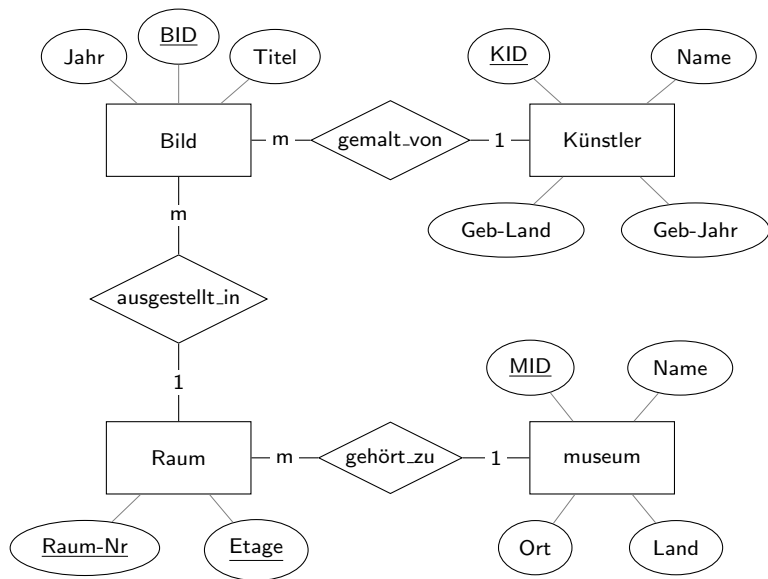 BID
Jahr
Titel
KID
Name
Bild
m
gemalt_von
1
Künstler
m
Geb-Land
Geb-Jahr
ausgestellt_in
1
MID
Name
Raum
m
gehört_zu
1
museum
Raum-Nr
Etage
Ort
Land